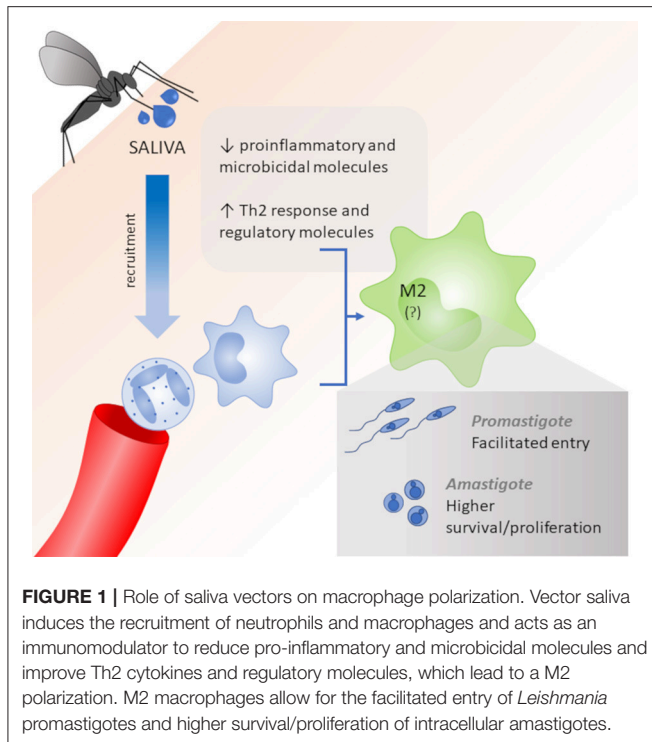 SALIVA
recruitment
↓ proinflammatory and
microbicidal molecules
↑ Th2 response and
regulatory molecules
M2
(?)
Promastigote
Facilitated entry
Amastigote
Higher
survival/proliferation
FIGURE 1 | Role of saliva vectors on macrophage polarization. Vector saliva
induces the recruitment of neutrophils and macrophages and acts as an
immunomodulator to reduce pro-inflammatory and microbicidal molecules and
improve Th2 cytokines and regulatory molecules, which lead to a M2
polarization. M2 macrophages allow for the facilitated entry of Leishmania
promastigotes and higher survival/proliferation of intracellular amastigotes.